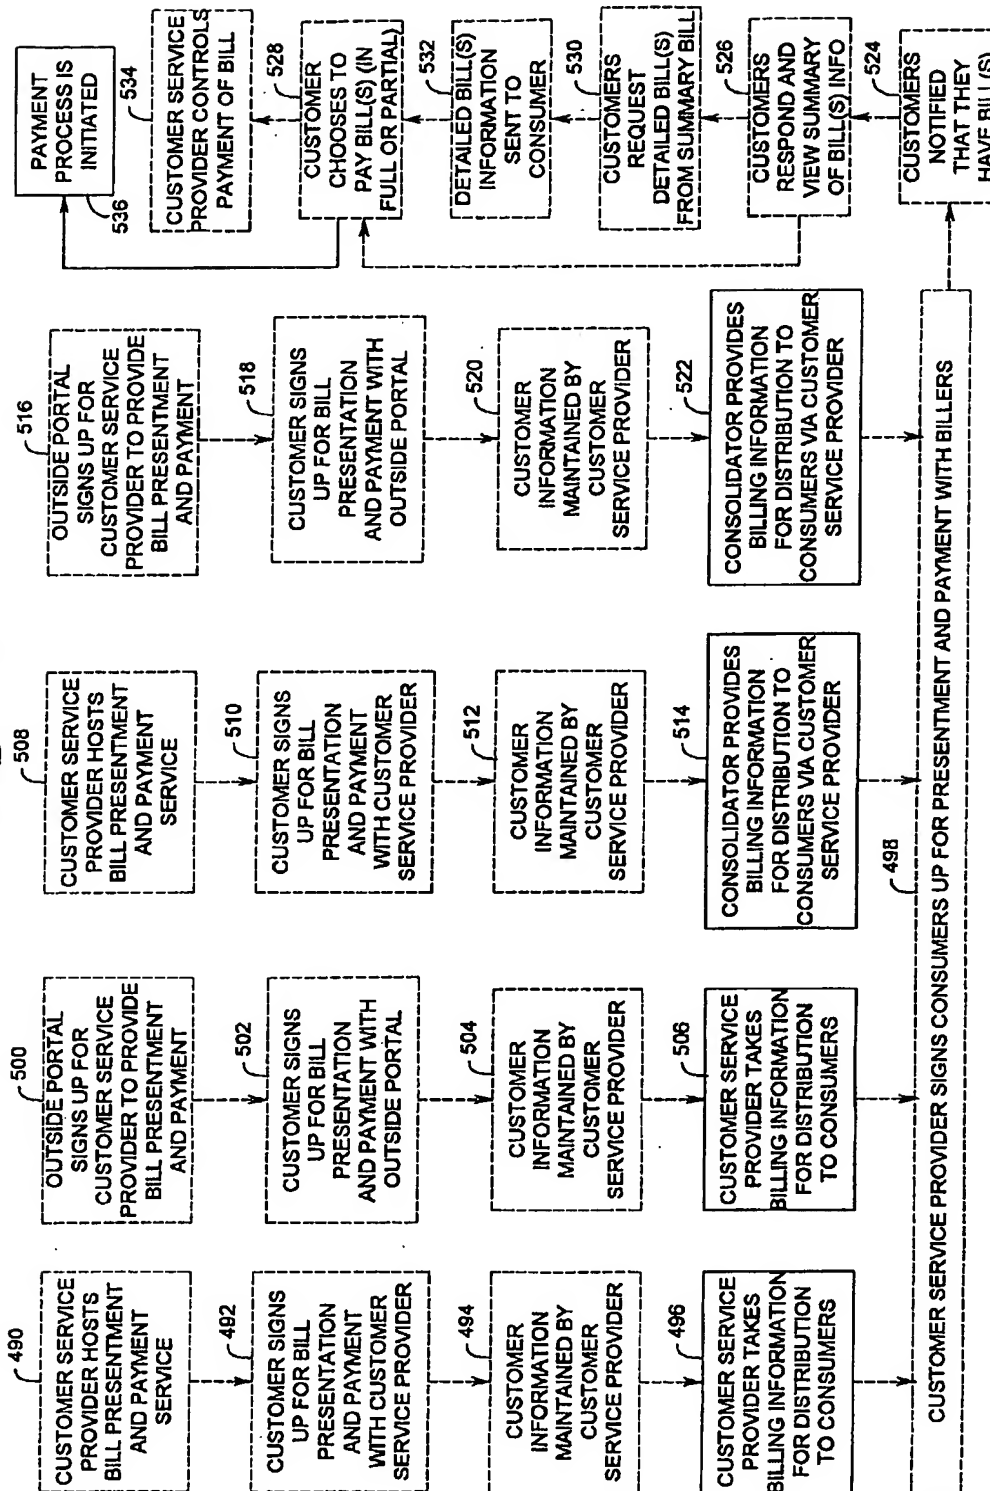 490
CUSTOMER SERVICE
PROVIDER HOSTS
BILL PRESENTMENT
AND PAYMENT
SERVICE
492
CUSTOMER SIGNS
UP FOR BILL
PRESENTATION
AND PAYMENT
WITH CUSTOMER
SERVICE PROVIDER
494
CUSTOMER
INFORMATION
MAINTAINED BY
CUSTOMER
SERVICE PROVIDER
496
CUSTOMER SERVICE
PROVIDER TAKES
BILLING INFORMATION
FOR DISTRIBUTION
TO CONSUMERS
500
OUTSIDE PORTAL
SIGNS UP FOR
CUSTOMER SERVICE
PROVIDER TO PROVIDE
BILL PRESENTMENT
AND PAYMENT
502
CUSTOMER SIGNS
UP FOR BILL
PRESENTATION
AND PAYMENT WITH
OUTSIDE PORTAL
504
CUSTOMER
INFORMATION
MAINTAINED BY
CUSTOMER
SERVICE PROVIDER
506
CUSTOMER SERVICE
PROVIDER TAKES
BILLING INFORMATION
FOR DISTRIBUTION
TO CONSUMERS
508
CUSTOMER SERVICE
PROVIDER HOSTS
BILL PRESENTMENT
AND PAYMENT
SERVICE
510
CUSTOMER SIGNS
UP FOR BILL
PRESENTATION
AND PAYMENT
WITH CUSTOMER
SERVICE PROVIDER
512
CUSTOMER
INFORMATION
MAINTAINED BY
CUSTOMER
SERVICE PROVIDER
514
CONSOLIDATOR PROVIDES
BILLING INFORMATION
FOR DISTRIBUTION TO
CONSUMERS VIA CUSTOMER
SERVICE PROVIDER
516
OUTSIDE PORTAL
SIGNS UP FOR
CUSTOMER SERVICE
PROVIDER TO PROVIDE
BILL PRESENTMENT
AND PAYMENT
518
CUSTOMER SIGNS
UP FOR BILL
PRESENTATION
AND PAYMENT WITH
OUTSIDE PORTAL
520
CUSTOMER
INFORMATION
MAINTAINED BY
CUSTOMER
SERVICE PROVIDER
522
CONSOLIDATOR PROVIDES
BILLING INFORMATION
FOR DISTRIBUTION TO
CONSUMERS VIA CUSTOMER
SERVICE PROVIDER
498
CUSTOMER SERVICE PROVIDER SIGNS CONSUMERS UP FOR PRESENTMENT AND PAYMENT WITH BILLERS
PAYMENT
PROCESS IS
INITIATED
536
534
CUSTOMER SERVICE
PROVIDER CONTROLS
PAYMENT OF BILL
528
CUSTOMER
CHOOSES TO
PAY BILL(S) (IN
FULL OR PARTIAL)
532
DETAILED BILL(S)
INFORMATION
SENT TO
CONSUMER
530
CUSTOMERS
REQUEST
DETAILED BILL(S)
FROM SUMMARY BILL
526
CUSTOMERS
RESPOND AND
VIEW SUMMARY
OF BILL(S) INFO
524
CUSTOMERS
NOTIFIED
THAT THEY
HAVE BILL(S)